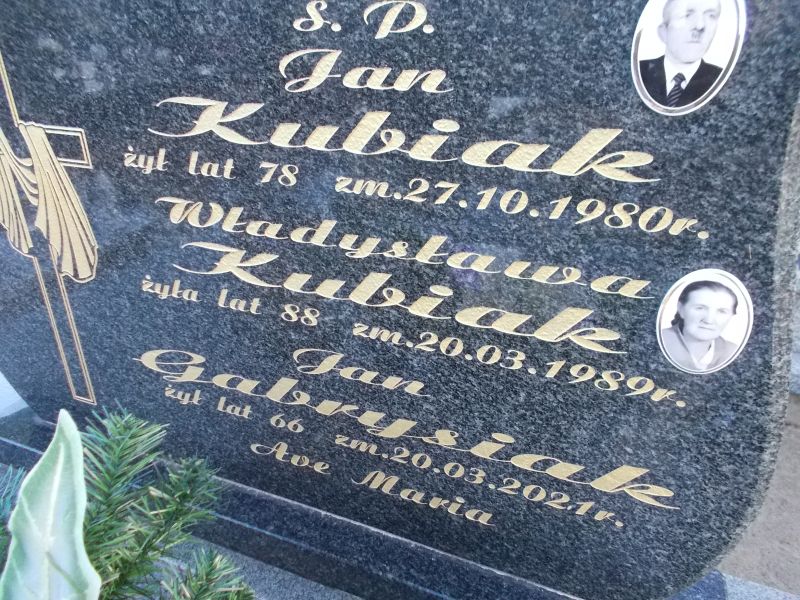 Ś. P.
Jan
Kubiak
żył lat 78 zm.27.10.1980r.
Władysława
Kubiak
żyła lat 88 zm.20.03.1989r.
Jan
Gabrysiak
żył lat 66 zm.20.03.2021r.
Ave Maria